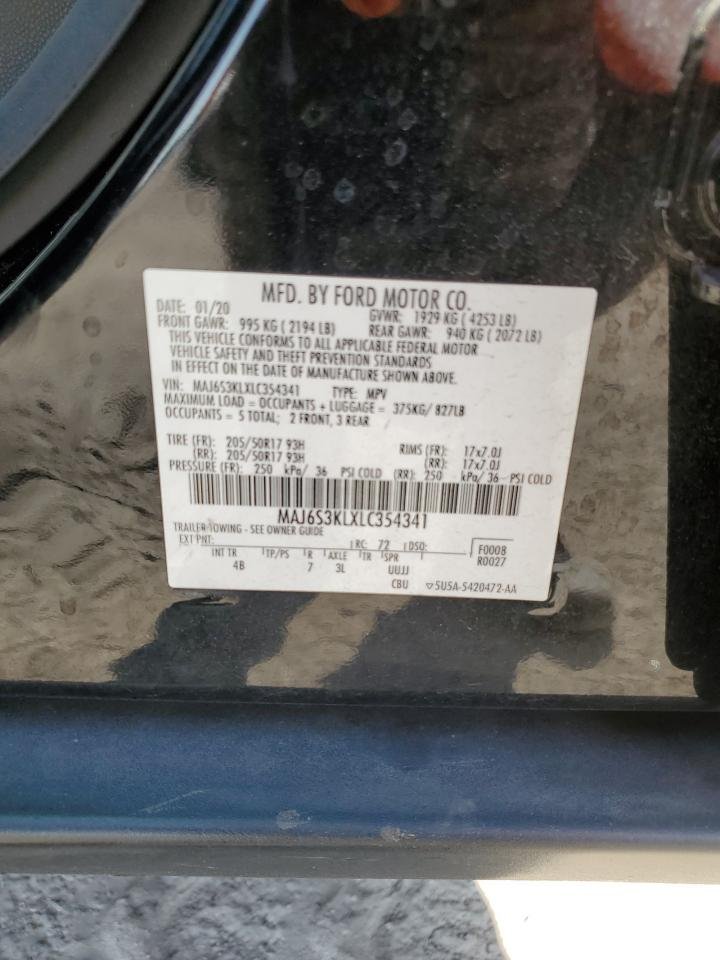 MFD. BY FORD MOTOR CO.
DATE: 01/20 GVWR: 1929 KG ( 4253 LB)
FRONT GAWR: 995 KG ( 2194 LB) REAR GAWR: 940 KG ( 2072 LB)
THIS VEHICLE CONFORMS TO ALL APPLICABLE FEDERAL MOTOR
VEHICLE SAFETY AND THEFT PREVENTION STANDARDS
IN EFFECT ON THE DATE OF MANUFACTURE SHOWN ABOVE.
VIN: MAJ6S3KLXLC354341 TYPE: MPV
MAXIMUM LOAD = OCCUPANTS + LUGGAGE = 375KG/ 827LB
OCCUPANTS = 5 TOTAL; 2 FRONT, 3 REAR
TIRE (FR): 205/50R17 93H RIMS (FR): 17x7.0J
(RR): 205/50R17 93H (RR): 17x7.0J
PRESSURE (FR): 250 kPa/ 36 PSI COLD (RR): 250 kPa/ 36 PSI COLD
MAJ6S3KLXLC354341
TRAILER TOWING - SEE OWNER GUIDE
EXT PNT: RC: 72 DSO: F0008
INT TR TP/PS R AXLE TR SPR R0027
4B 7 3L UUJJ
CBU 5U5A-5420472-AA